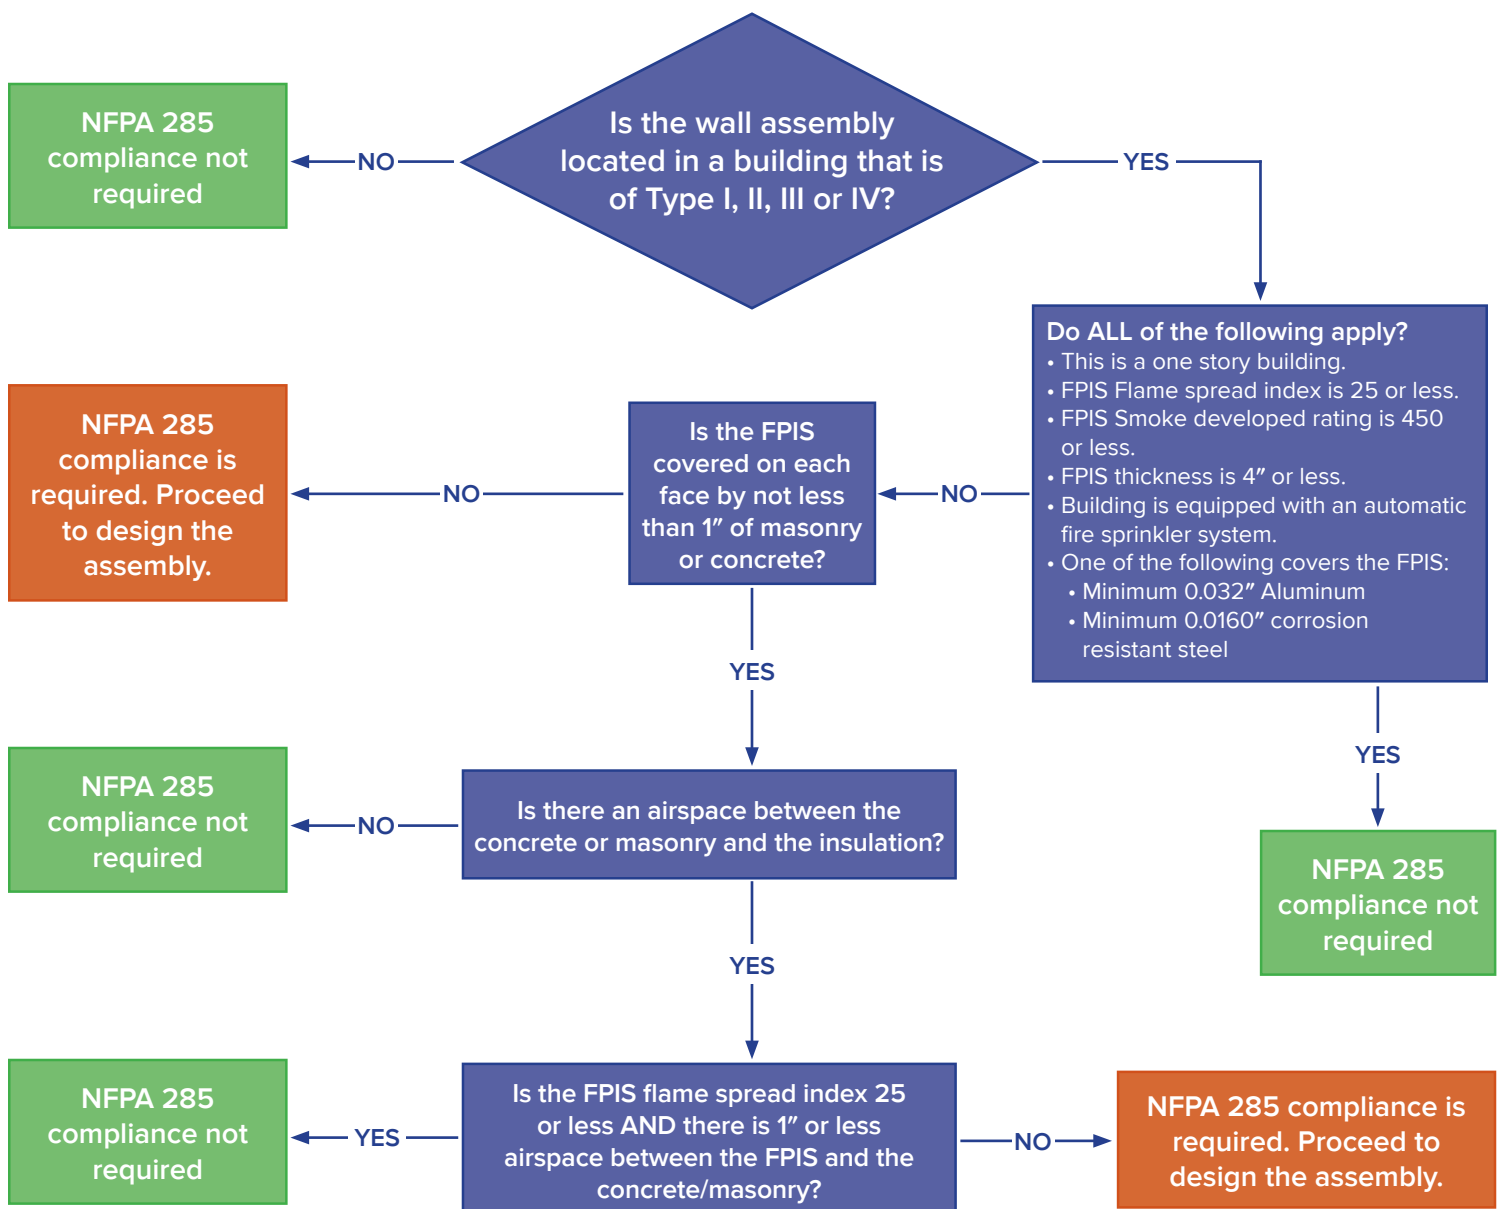 Is the wall assembly
located in a building that is
of Type I, II, III or IV?
NO
NFPA 285
compliance not
required
YES
Do ALL of the following apply?
• This is a one story building.
• FPIS Flame spread index is 25 or less.
• FPIS Smoke developed rating is 450
or less.
• FPIS thickness is 4″ or less.
• Building is equipped with an automatic
fire sprinkler system.
• One of the following covers the FPIS:
• Minimum 0.032″ Aluminum
• Minimum 0.0160″ corrosion
resistant steel
YES
NFPA 285
compliance not
required
NO
Is the FPIS
covered on each
face by not less
than 1″ of masonry
or concrete?
NO
NFPA 285
compliance is
required. Proceed
to design the
assembly.
YES
Is there an airspace between the
concrete or masonry and the insulation?
NO
NFPA 285
compliance not
required
YES
Is the FPIS flame spread index 25
or less AND there is 1″ or less
airspace between the FPIS and the
concrete/masonry?
YES
NFPA 285
compliance not
required
NO
NFPA 285 compliance is
required. Proceed to
design the assembly.